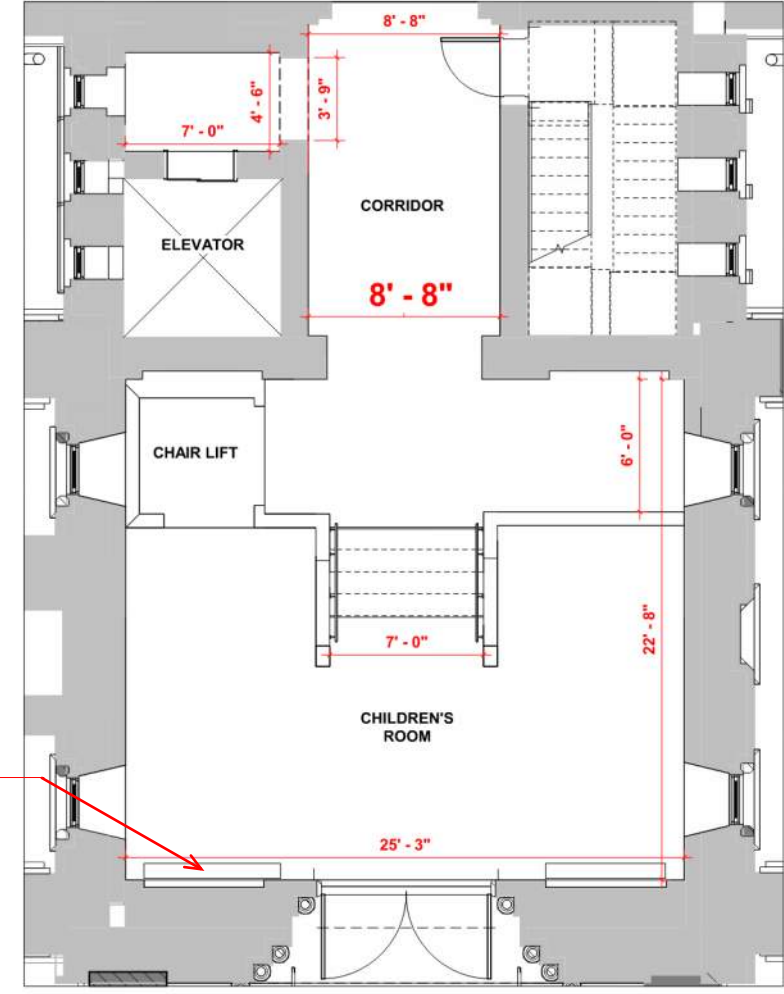 8' - 8"
4' - 6"
3' - 9"
7' - 0"
CORRIDOR
ELEVATOR
8' - 8"
CHAIR LIFT
6' - 0"
22' - 8"
7' - 0"
CHILDREN'S
ROOM
25' - 3"